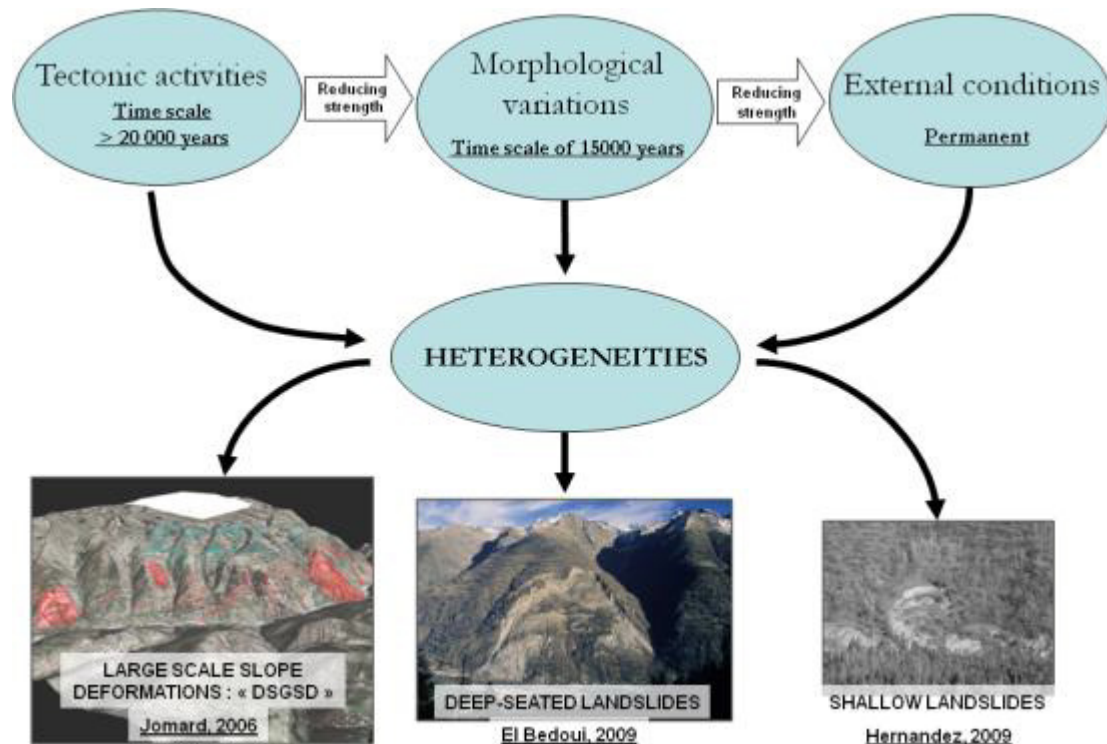 Tectonic activities
Time scale
> 20 000 years
Reducing
strength
Morphological
variations
Time scale of 15000 years
Reducing
strength
External conditions
Permanent
HETEROGENEITIES
LARGE SCALE SLOPE
DEFORMATIONS : « DSGSD »
Jomard, 2006
DEEP-SEATED LANDSLIDES
El Bedoui, 2009
SHALLOW LANDSLIDES
Hernandez, 2009